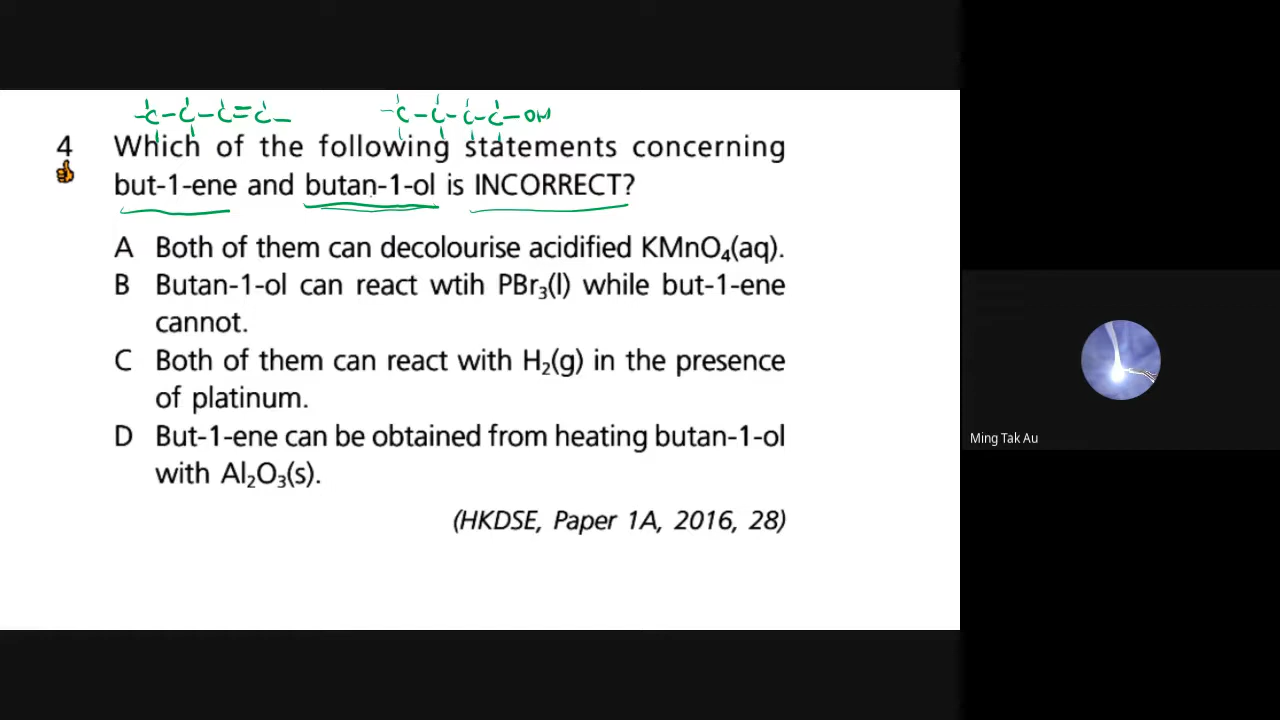 -C-C-C=C-
-C-C-C-C-OH
4 Which of the following statements concerning
but-1-ene and butan-1-ol is INCORRECT?
A Both of them can decolourise acidified KMnO₄(aq).
B Butan-1-ol can react wtih PBr₃(l) while but-1-ene
cannot.
C Both of them can react with H₂(g) in the presence
of platinum.
D But-1-ene can be obtained from heating butan-1-ol
with Al₂O₃(s).
(HKDSE, Paper 1A, 2016, 28)
Ming Tak Au